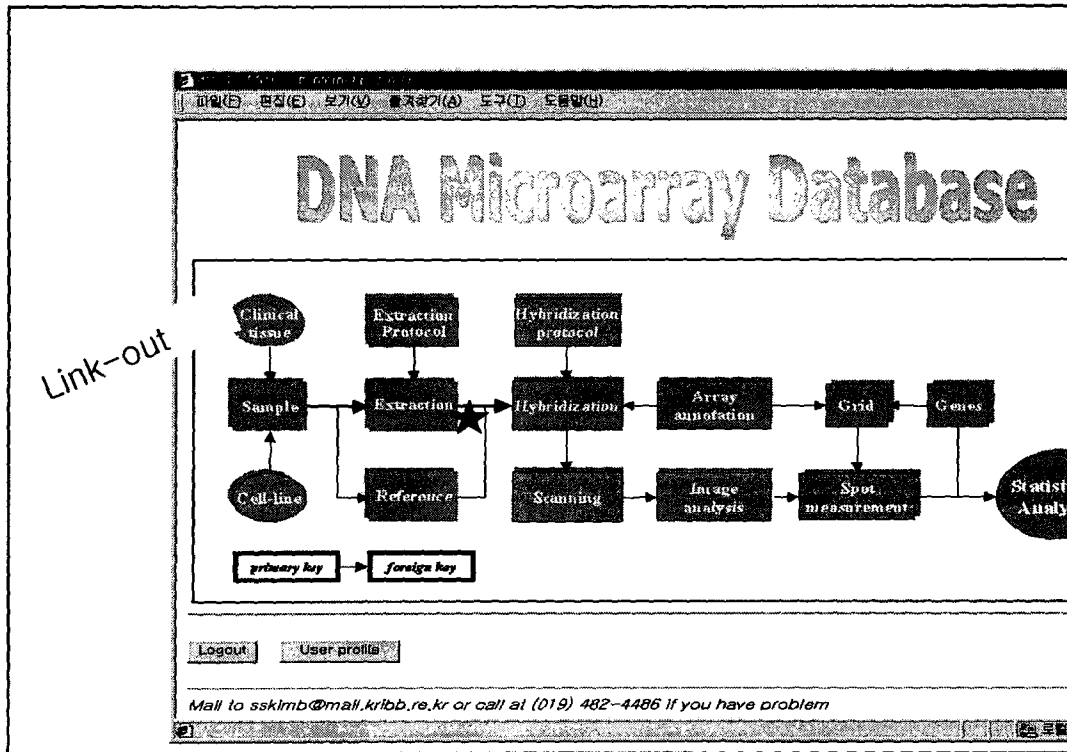 파일(F) 편집(E) 보기(V) 즐겨찾기(A) 도구(T) 도움말(H)
DNA Microarray Database
Link-out
Clinical tissue
Extraction Protocol
Hybridization protocol
Sample
Extraction
Hybridization
Array annotation
Grid
Genes
Cell-line
Reference
Scanning
Image analysis
Spot measurement
Statist
Analy
primary key
foreign key
Logout
User profile
Mail to ssklmb@mail.kribb.re.kr or call at (019) 482-4486 if you have problem